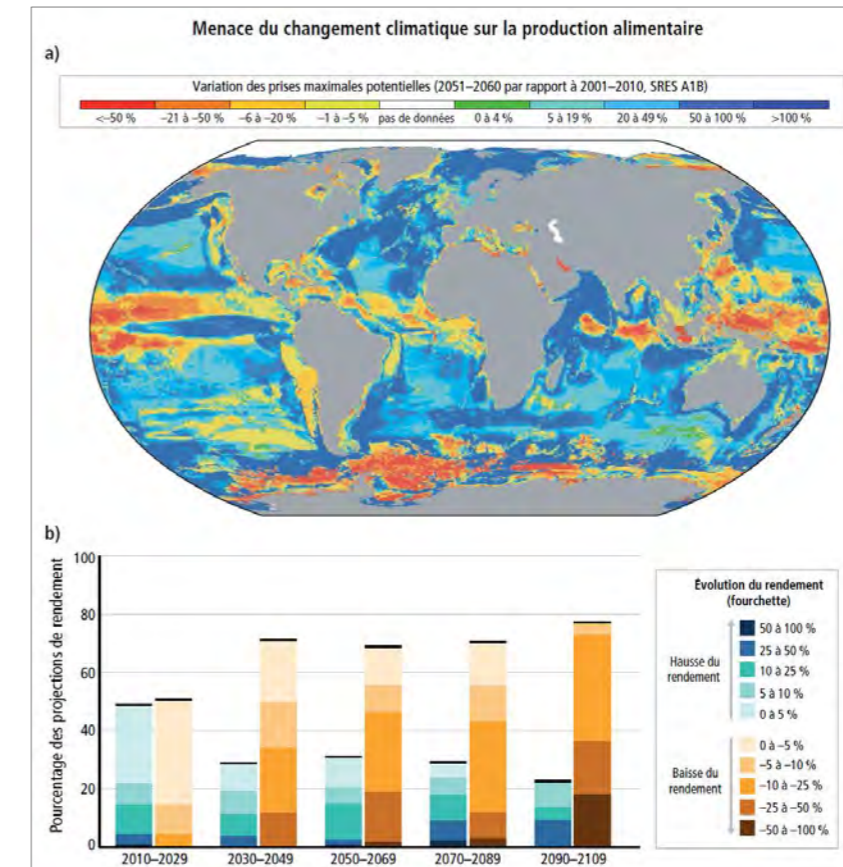 Menace du changement climatique sur la production alimentaire
a)
Variation des prises maximales potentielles (2051–2060 par rapport à 2001–2010, SRES A1B)
<–50 % –21 à –50 % –6 à –20 % –1 à –5 % pas de données 0 à 4 % 5 à 19 % 20 à 49 % 50 à 100 % >100 %
b)
Pourcentage des projections de rendement
100
80
60
40
20
0
2010–2029 2030–2049 2050–2069 2070–2089 2090–2109
Évolution du rendement
(fourchette)
Hausse du
rendement
50 à 100 %
25 à 50 %
10 à 25 %
5 à 10 %
0 à 5 %
Baisse du
rendement
0 à –5 %
–5 à –10 %
–10 à –25 %
–25 à –50 %
–50 à –100 %